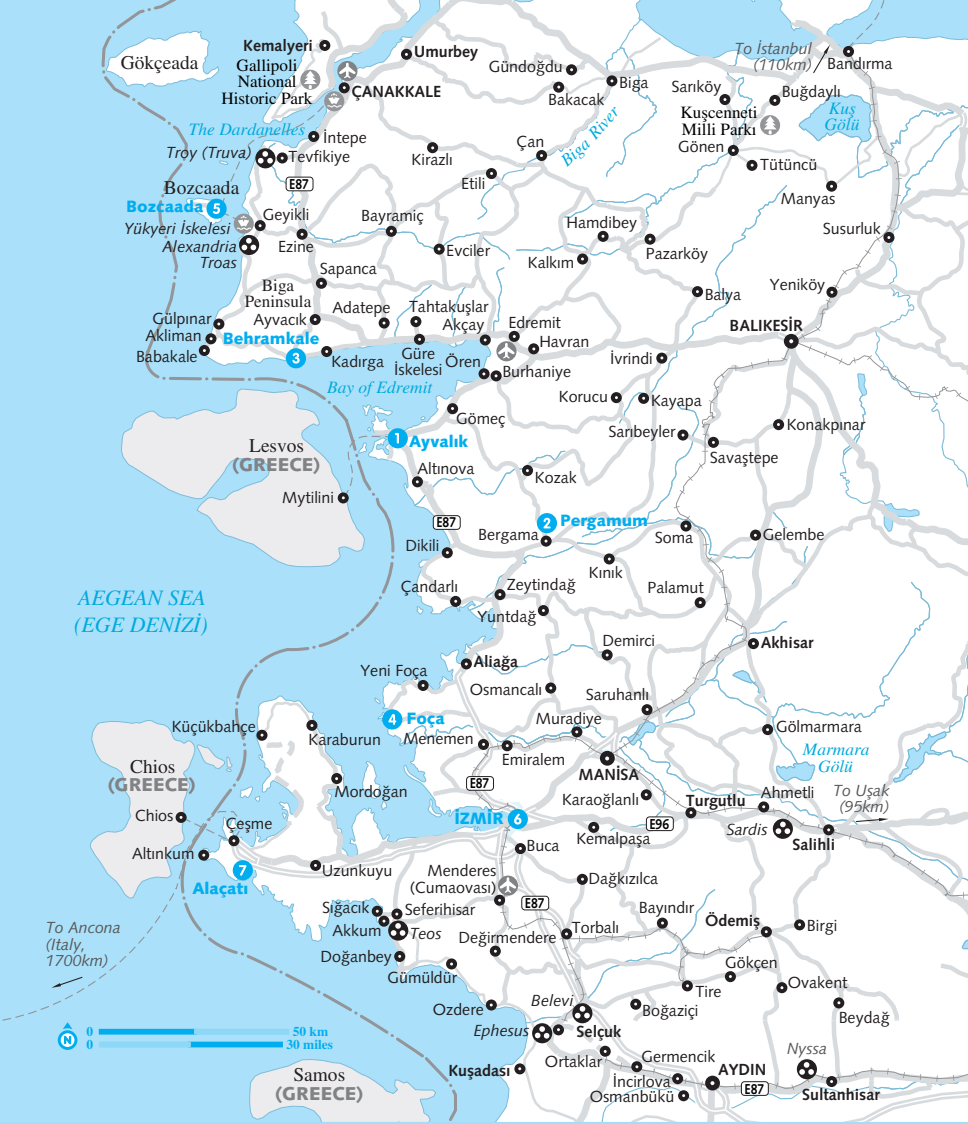 Kemalyeri
Umurbey
To İstanbul
(110km)
Bandırma
Gökçeada
Gallipoli
National
Historic Park
ÇANAKKALE
Gündoğdu
Bakacak
Biga
Sarıköy
Buğdaylı
Kuşcenneti
Milli Parkı
Kuş
Gölü
Gönen
Tütüncü
The Dardanelles
İntepe
Troy (Truva)
Tevfikiye
Kirazlı
Çan
Biga River
Etili
E87
Manyas
Bozcaada
Bozcaada
5
Geyikli
Yükyeri İskelesi
Alexandria
Troas
Ezine
Bayramiç
Evciler
Hamdibey
Kalkım
Pazarköy
Susurluk
Sapanca
Biga
Peninsula
Ayvacık
Adatepe
Tahtakuşlar
Akçay
Edremit
Havran
Balya
Yeniköy
BALIKESİR
Gülpınar
Akliman
Babakale
Behramkale
3
Kadırga
Güre
İskelesi
Ören
Burhaniye
İvrindi
Bay of Edremit
Korucu
Kayapa
Gömeç
Lesvos
(GREECE)
1
Ayvalık
Sarıbeyler
Konakpınar
Savaştepe
Mytilini
Altınova
Kozak
E87
2
Pergamum
Bergama
Soma
Gelembe
Dikili
Kınık
AEGEAN SEA
(EGE DENİZİ)
Çandarlı
Zeytindağ
Yuntdağ
Palamut
Demirci
Akhisar
Aliağa
Yeni Foça
Osmancalı
Saruhanlı
4
Foça
Muradiye
Gölmarmara
Küçükbahçe
Karaburun
Menemen
Emiralem
MANİSA
Marmara
Gölü
Chios
(GREECE)
Mordoğan
E87
Karaoğlanlı
Turgutlu
Ahmetli
To Uşak
(95km)
Chios
Çeşme
İZMİR
6
E96
Kemalpaşa
Sardis
Salihli
Altınkum
7
Alaçatı
Uzunkuyu
Buca
Menderes
(Cumaovası)
Dağkızılca
E87
Sığacık
Seferihisar
Akkum
Teos
Bayındır
Ödemiş
Birgi
Değirmendere
Torbalı
To Ancona
(Italy,
1700km)
Doğanbey
Gümüldür
Gökçen
Tire
Ovakent
Ozdere
Belevi
Boğaziçi
Beydağ
0
50 km
N
0
30 miles
Ephesus
Selçuk
Ortaklar
Germencik
Nyssa
Samos
(GREECE)
Kuşadası
İncirlova
Osmanbükü
AYDIN
E87
Sultanhisar